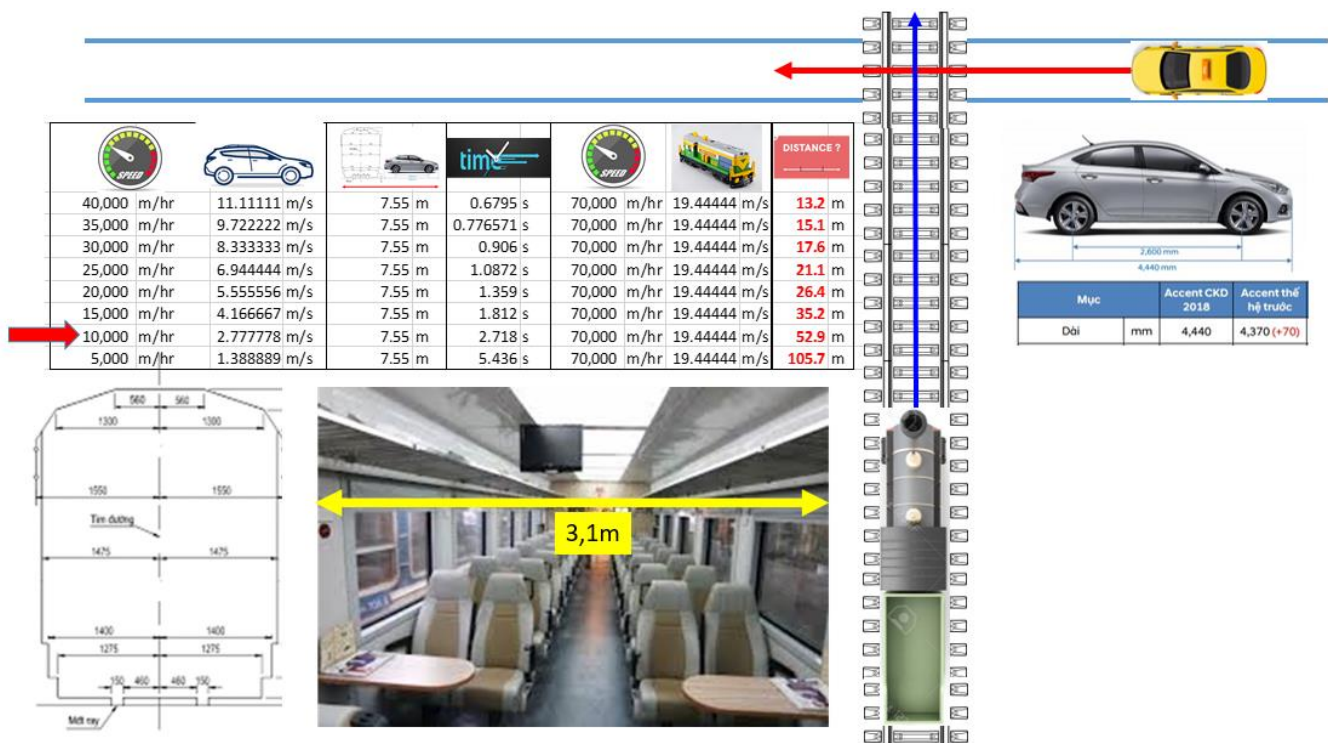 SPEED time SPEED DISTANCE ?
40,000 m/hr 11.11111 m/s 7.55 m 0.6795 s 70,000 m/hr 19.44444 m/s 13.2 m
35,000 m/hr 9.722222 m/s 7.55 m 0.776571 s 70,000 m/hr 19.44444 m/s 15.1 m
30,000 m/hr 8.333333 m/s 7.55 m 0.906 s 70,000 m/hr 19.44444 m/s 17.6 m
25,000 m/hr 6.944444 m/s 7.55 m 1.0872 s 70,000 m/hr 19.44444 m/s 21.1 m
20,000 m/hr 5.555556 m/s 7.55 m 1.359 s 70,000 m/hr 19.44444 m/s 26.4 m
15,000 m/hr 4.166667 m/s 7.55 m 1.812 s 70,000 m/hr 19.44444 m/s 35.2 m
10,000 m/hr 2.777778 m/s 7.55 m 2.718 s 70,000 m/hr 19.44444 m/s 52.9 m
5,000 m/hr 1.388889 m/s 7.55 m 5.436 s 70,000 m/hr 19.44444 m/s 105.7 m
2,600 mm
4,440 mm
Mục Accent CKD 2018 Accent thế hệ trước
Dài mm 4,440 4,370 (+70)
560 560
1300 1300
1550 1550
Tim đường
1475 1475
1400 1400
1275 1275
150 460 460 150
Mặt ray
3,1m